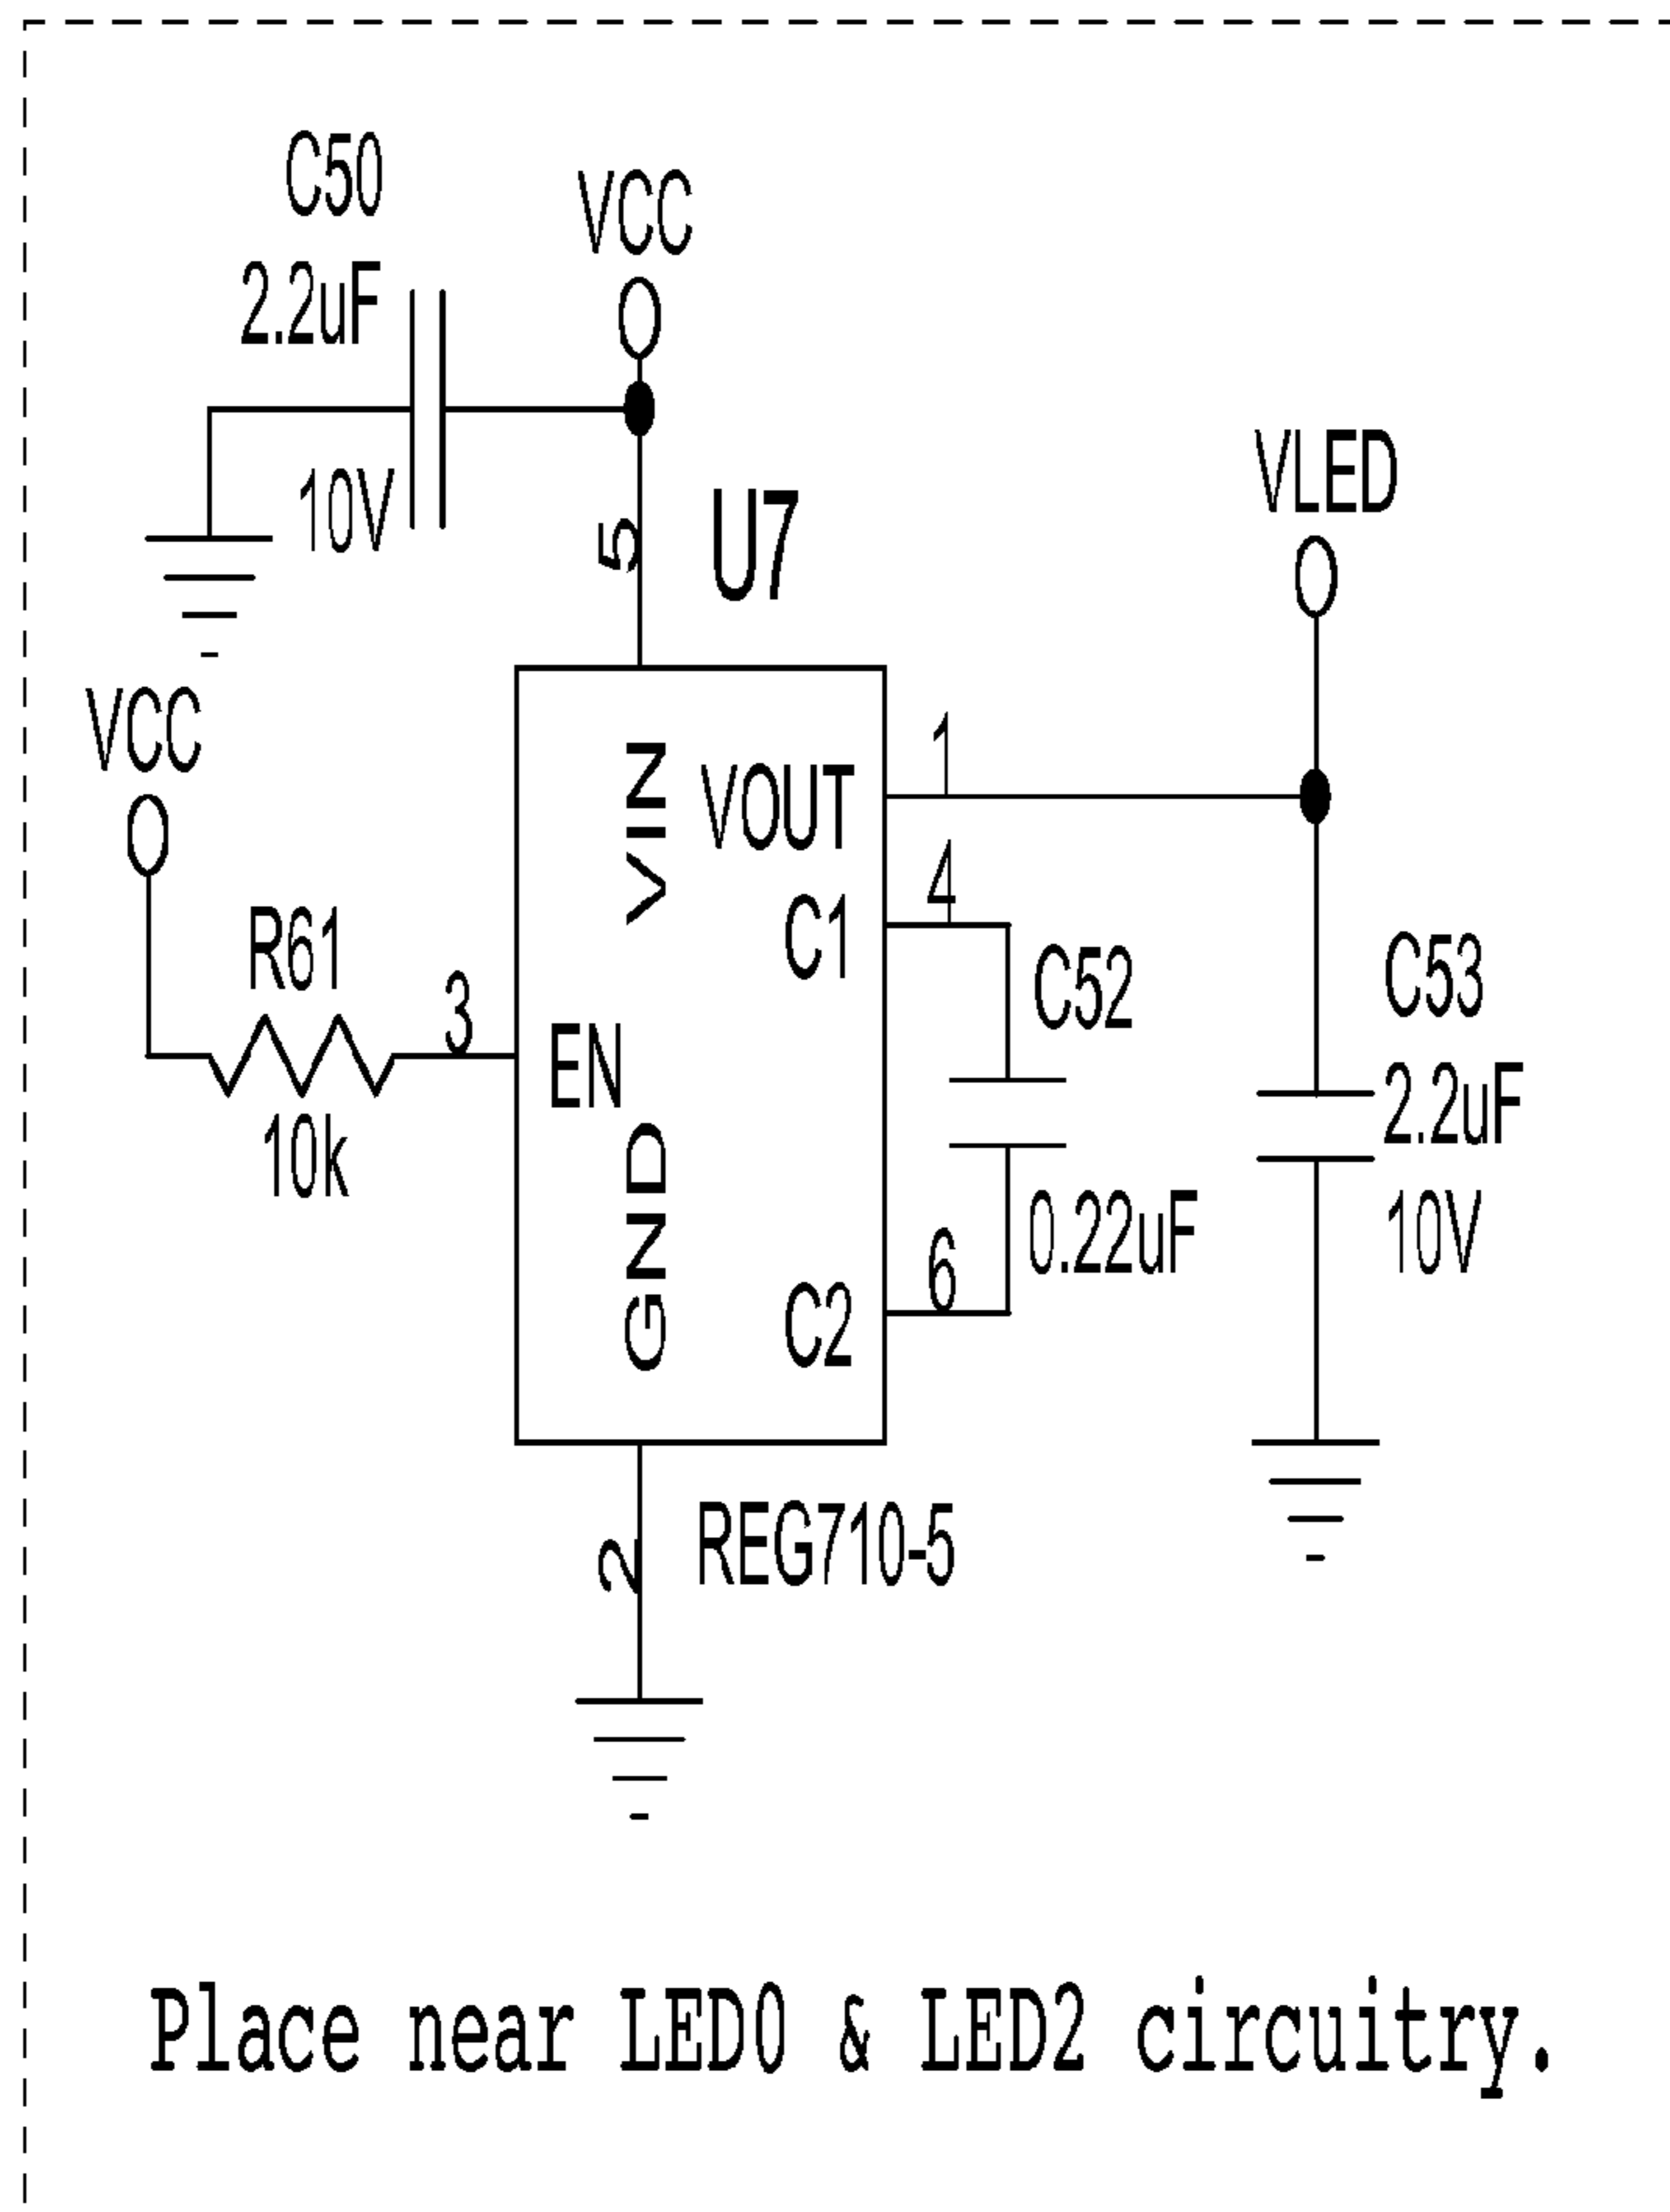 C50
2.2uF
10V
VCC
5
U7
VLED
VCC
R61
10k
3
VIN
VOUT
1
C1
4
EN
GND
C2
6
C52
0.22uF
C53
2.2uF
10V
2
REG710-5
Place near LED0 & LED2 circuitry.